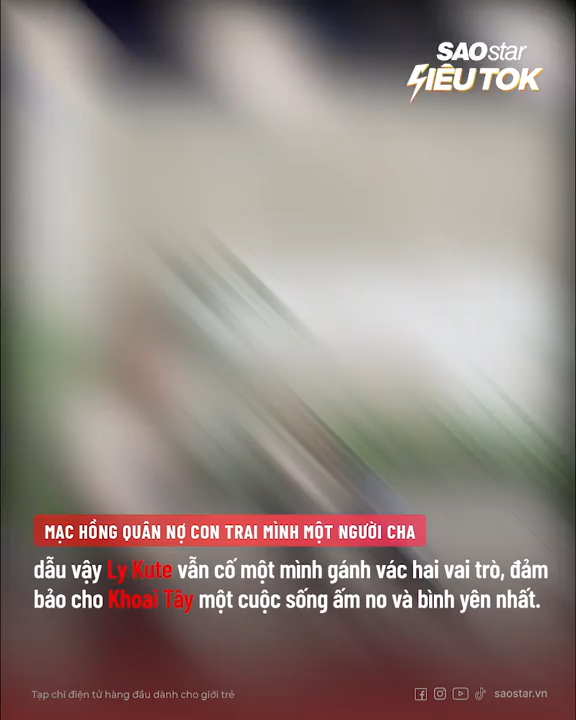 SAOstar
SIÊU TOK
MẠC HỒNG QUÂN NỢ CON TRAI MÌNH MỘT NGƯỜI CHA
dẫu vậy Ly Kute vẫn cố một mình gánh vác hai vai trò, đảm
bảo cho Khoai Tây một cuộc sống ấm no và bình yên nhất.
Tạp chí điện tử hàng đầu dành cho giới trẻ
saostar.vn